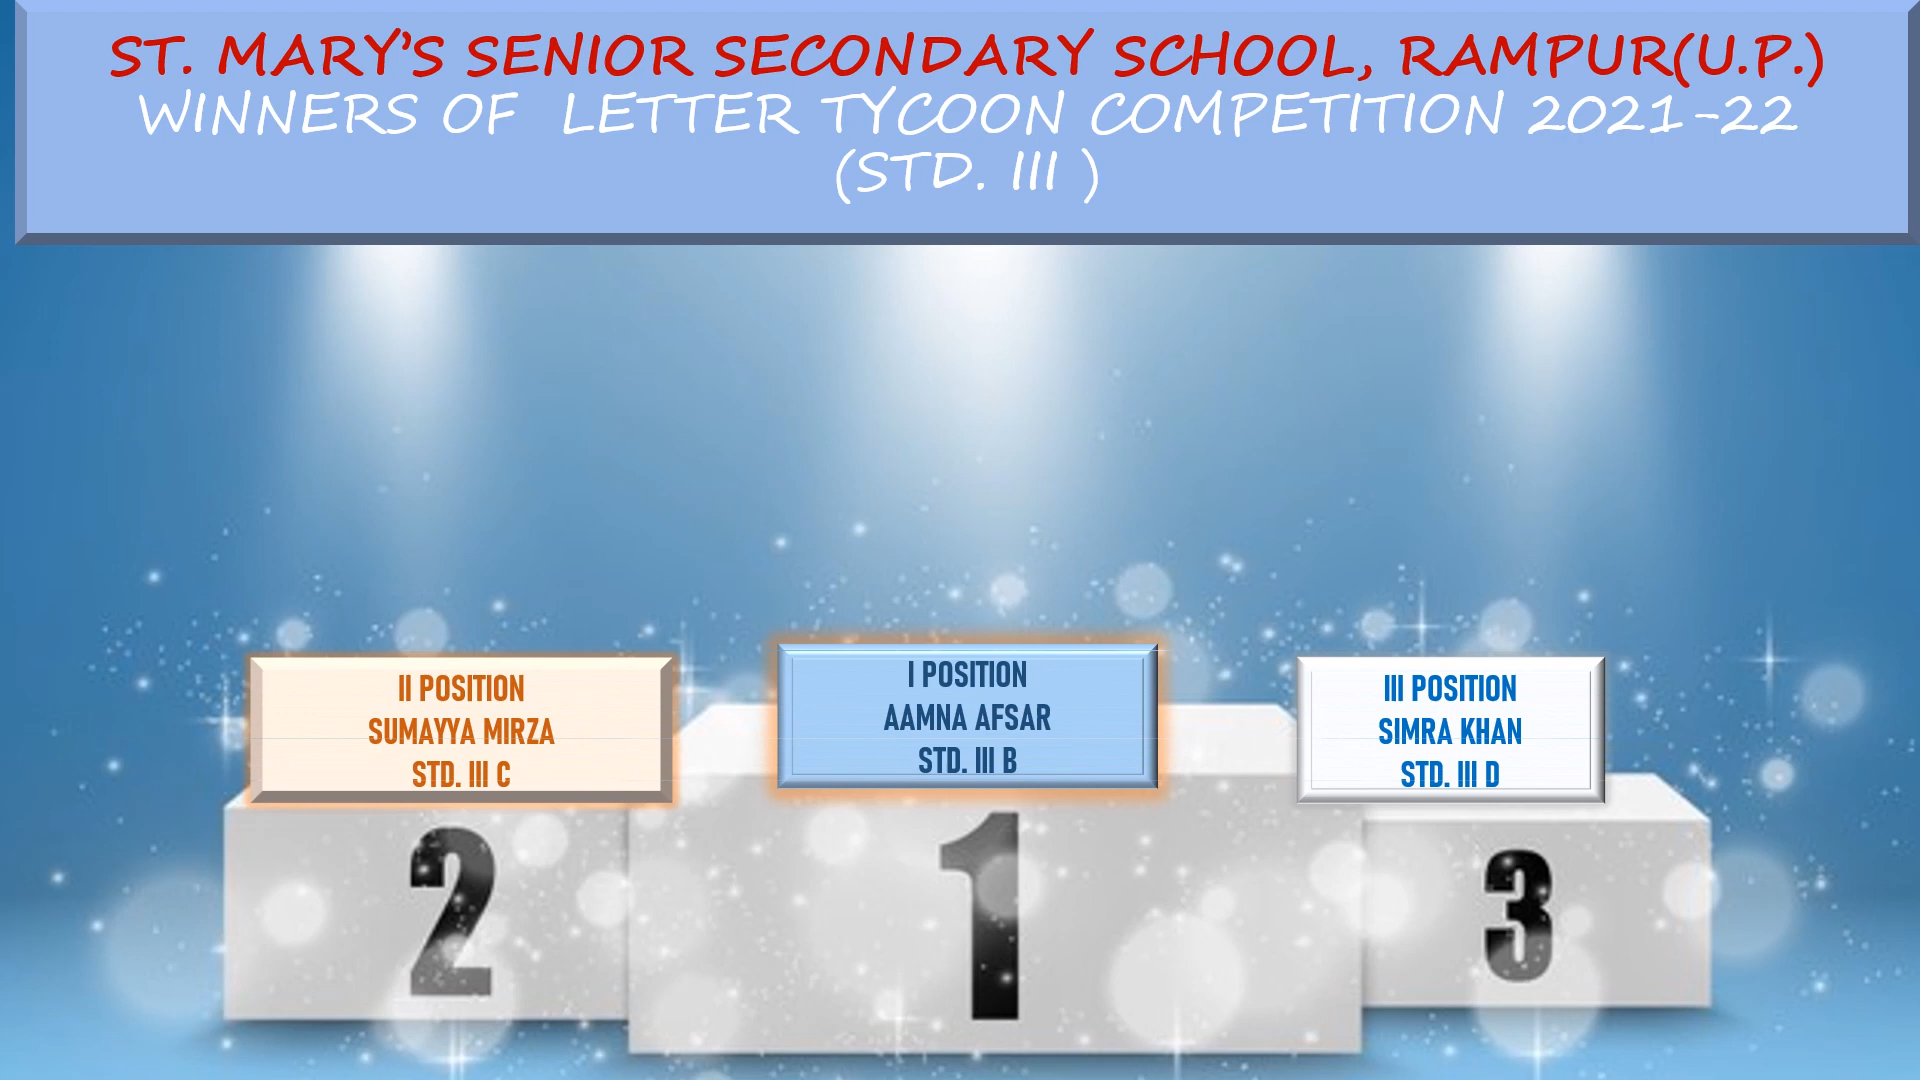 ST. MARY’S SENIOR SECONDARY SCHOOL, RAMPUR(U.P.)
WINNERS OF LETTER TYCOON COMPETITION 2021-22
(STD. III )
II POSITION
SUMAYYA MIRZA
STD. III C
I POSITION
AAMNA AFSAR
STD. III B
III POSITION
SIMRA KHAN
STD. III D
2
1
3